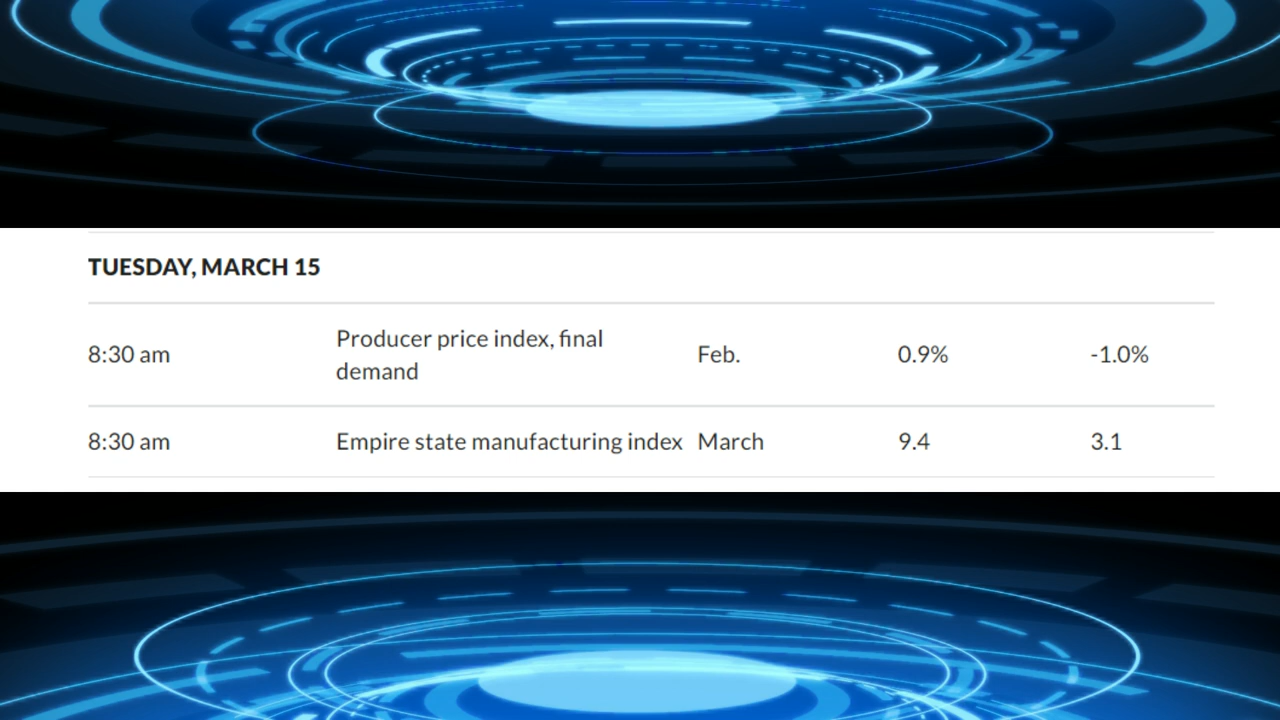 TUESDAY, MARCH 15
8:30 am Producer price index, final demand Feb. 0.9% -1.0%
8:30 am Empire state manufacturing index March 9.4 3.1